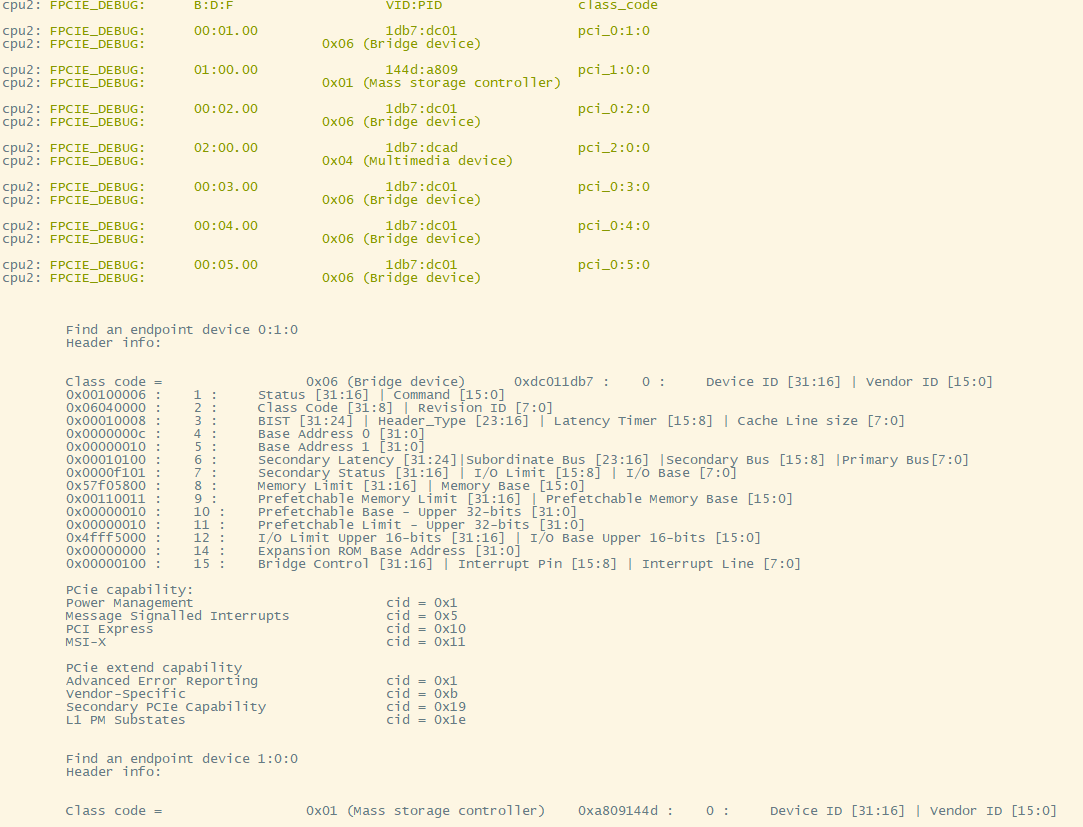 cpu2: FPCIE_DEBUG: B:D:F VID:PID class_code
cpu2: FPCIE_DEBUG: 00:01.00 1db7:dc01 pci_0:1:0
cpu2: FPCIE_DEBUG: 0x06 (Bridge device)
cpu2: FPCIE_DEBUG: 01:00.00 144d:a809 pci_1:0:0
cpu2: FPCIE_DEBUG: 0x01 (Mass storage controller)
cpu2: FPCIE_DEBUG: 00:02.00 1db7:dc01 pci_0:2:0
cpu2: FPCIE_DEBUG: 0x06 (Bridge device)
cpu2: FPCIE_DEBUG: 02:00.00 1db7:dcad pci_2:0:0
cpu2: FPCIE_DEBUG: 0x04 (Multimedia device)
cpu2: FPCIE_DEBUG: 00:03.00 1db7:dc01 pci_0:3:0
cpu2: FPCIE_DEBUG: 0x06 (Bridge device)
cpu2: FPCIE_DEBUG: 00:04.00 1db7:dc01 pci_0:4:0
cpu2: FPCIE_DEBUG: 0x06 (Bridge device)
cpu2: FPCIE_DEBUG: 00:05.00 1db7:dc01 pci_0:5:0
cpu2: FPCIE_DEBUG: 0x06 (Bridge device)
Find an endpoint device 0:1:0
Header info:
Class code = 0x06 (Bridge device) 0xdc011db7 : 0 : Device ID [31:16] | Vendor ID [15:0]
0x00100006 : 1 : Status [31:16] | Command [15:0]
0x06040000 : 2 : Class Code [31:8] | Revision ID [7:0]
0x00010008 : 3 : BIST [31:24] | Header_Type [23:16] | Latency Timer [15:8] | Cache Line size [7:0]
0x0000000c : 4 : Base Address 0 [31:0]
0x00000010 : 5 : Base Address 1 [31:0]
0x00010100 : 6 : Secondary Latency [31:24]|Subordinate Bus [23:16] |Secondary Bus [15:8] |Primary Bus[7:0]
0x0000f101 : 7 : Secondary Status [31:16] | I/O Limit [15:8] | I/O Base [7:0]
0x57f05800 : 8 : Memory Limit [31:16] | Memory Base [15:0]
0x00110011 : 9 : Prefetchable Memory Limit [31:16] | Prefetchable Memory Base [15:0]
0x00000010 : 10 : Prefetchable Base - Upper 32-bits [31:0]
0x00000010 : 11 : Prefetchable Limit - Upper 32-bits [31:0]
0x4fff5000 : 12 : I/O Limit Upper 16-bits [31:16] | I/O Base Upper 16-bits [15:0]
0x00000000 : 14 : Expansion ROM Base Address [31:0]
0x00000100 : 15 : Bridge Control [31:16] | Interrupt Pin [15:8] | Interrupt Line [7:0]
PCie capability:
Power Management cid = 0x1
Message Signalled Interrupts cid = 0x5
PCI Express cid = 0x10
MSI-X cid = 0x11
PCie extend capability
Advanced Error Reporting cid = 0x1
Vendor-Specific cid = 0xb
Secondary PCIe Capability cid = 0x19
L1 PM Substates cid = 0x1e
Find an endpoint device 1:0:0
Header info:
Class code = 0x01 (Mass storage controller) 0xa809144d : 0 : Device ID [31:16] | Vendor ID [15:0]